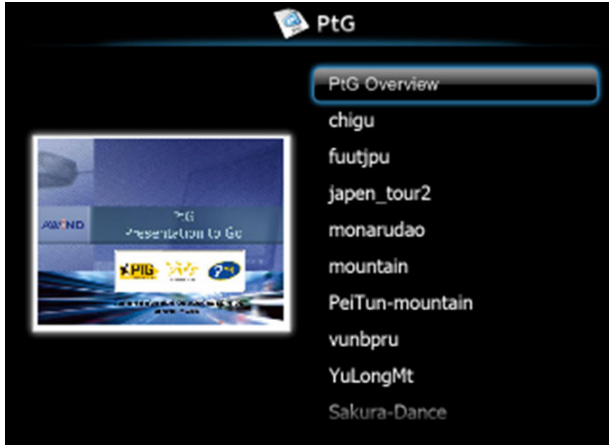 PtG
PtG Overview
chigu
fuutjpu
japen_tour2
monarudao
mountain
PeiTun-mountain
vunbpru
YuLongMt
Sakura-Dance
AWIND
PtG
Presentation to Go
PIG